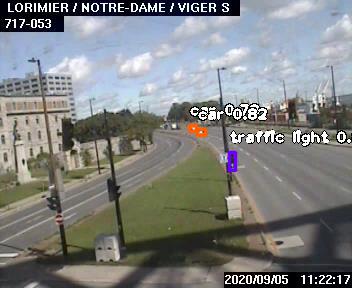 LORIMIER / NOTRE-DAME / VIGER S
717-053
car 0.82
traffic light 0.
2020/09/05 11:22:17